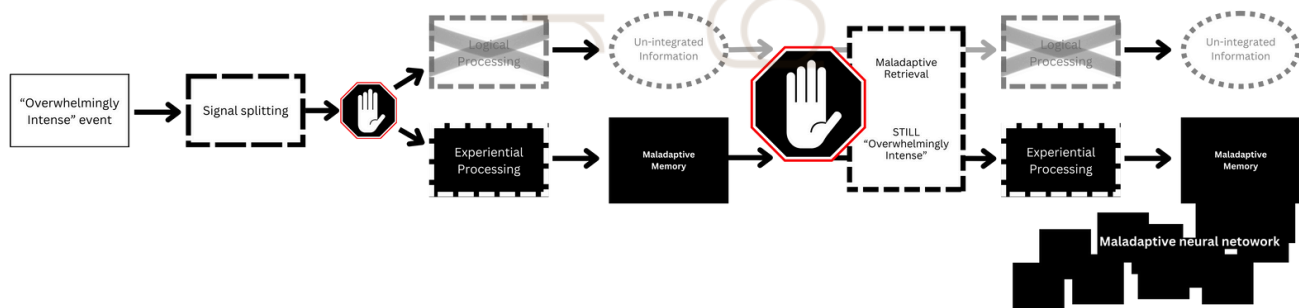 "Overwhelmingly
Intense" event
Signal splitting
Logical
Processing
Experiential
Processing
Un-integrated
Information
Maladaptive
Memory
Maladaptive
Retrieval
STILL
"Overwhelmingly
Intense"
Logical
Processing
Experiential
Processing
Un-integrated
Information
Maladaptive
Memory
Maladaptive neural netowork